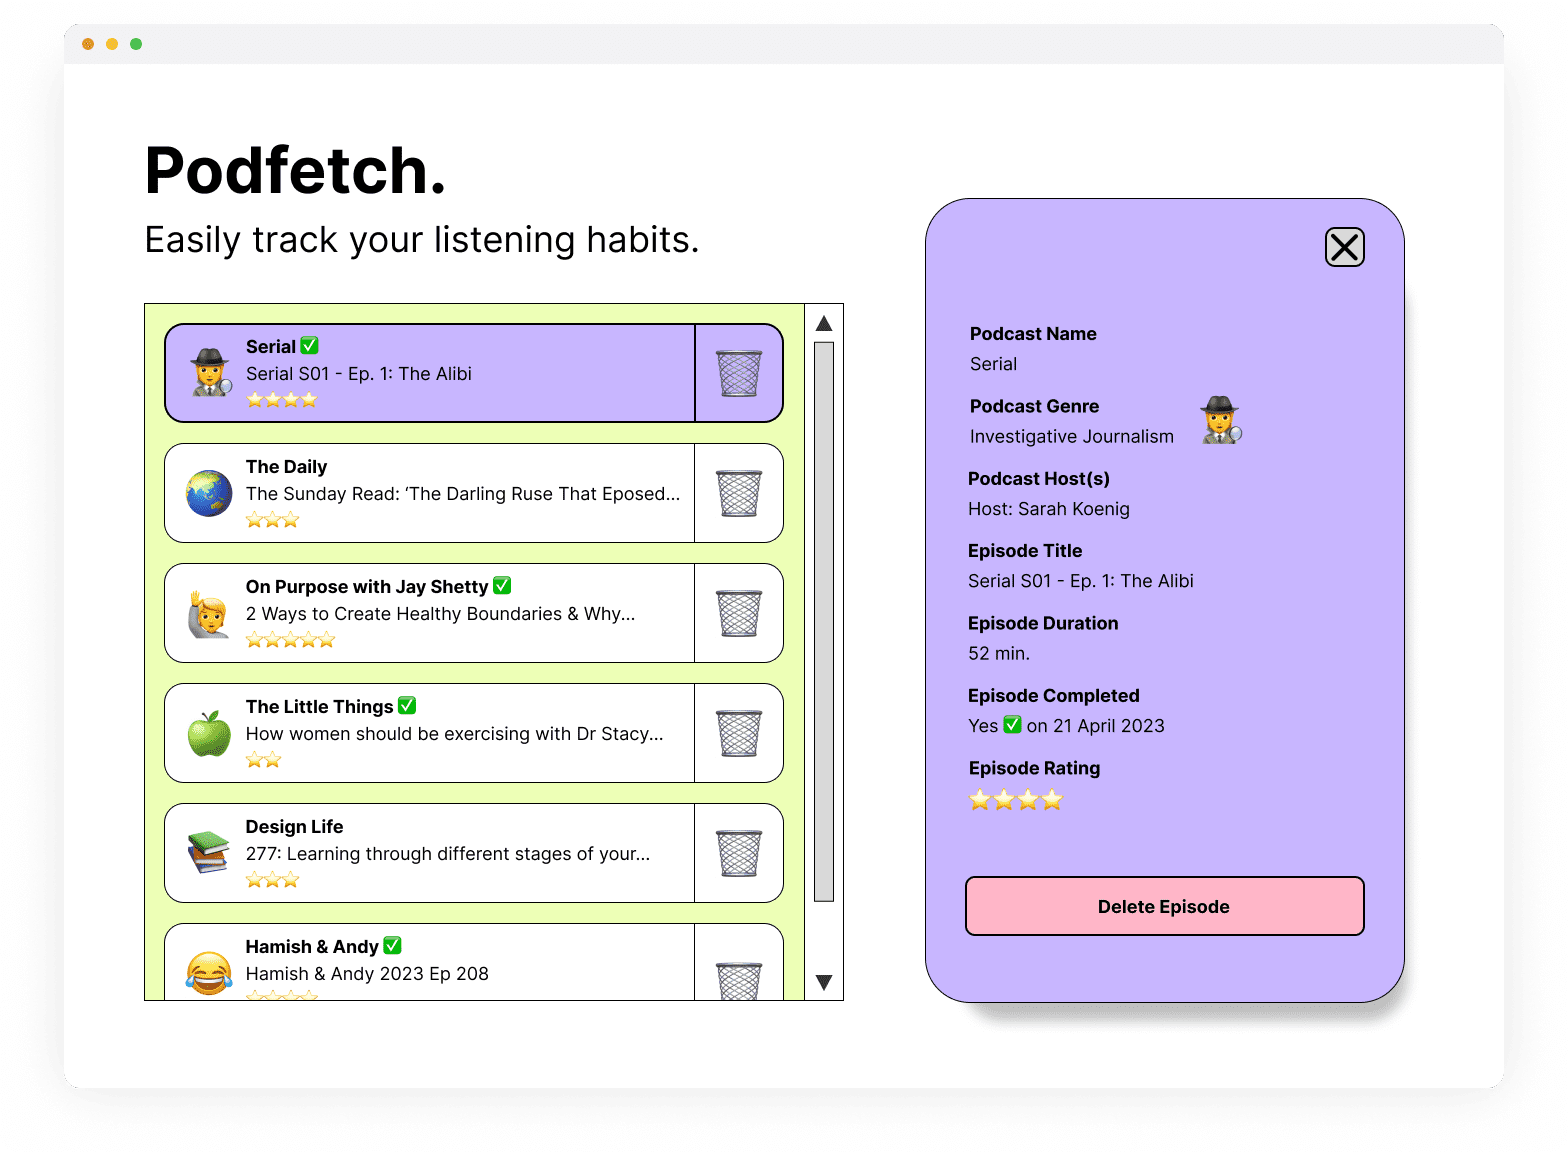 Podfetch.
Easily track your listening habits.
Serial ✅
Serial S01 - Ep. 1: The Alibi
The Daily
The Sunday Read: ‘The Darling Ruse That Eposed...
On Purpose with Jay Shetty ✅
2 Ways to Create Healthy Boundaries & Why...
The Little Things ✅
How women should be exercising with Dr Stacy...
Design Life
277: Learning through different stages of your...
Hamish & Andy ✅
Hamish & Andy 2023 Ep 208
Podcast Name
Serial
Podcast Genre
Investigative Journalism
Podcast Host(s)
Host: Sarah Koenig
Episode Title
Serial S01 - Ep. 1: The Alibi
Episode Duration
52 min.
Episode Completed
Yes ✅ on 21 April 2023
Episode Rating
Delete Episode